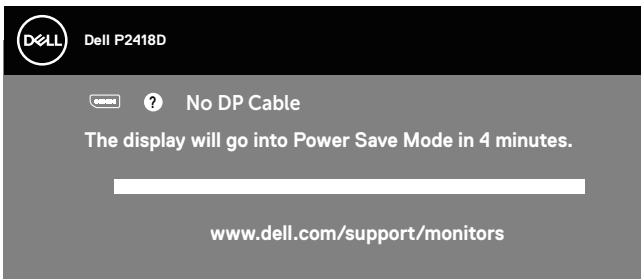 DELL
Dell P2418D
? No DP Cable
The display will go into Power Save Mode in 4 minutes.
www.dell.com/support/monitors